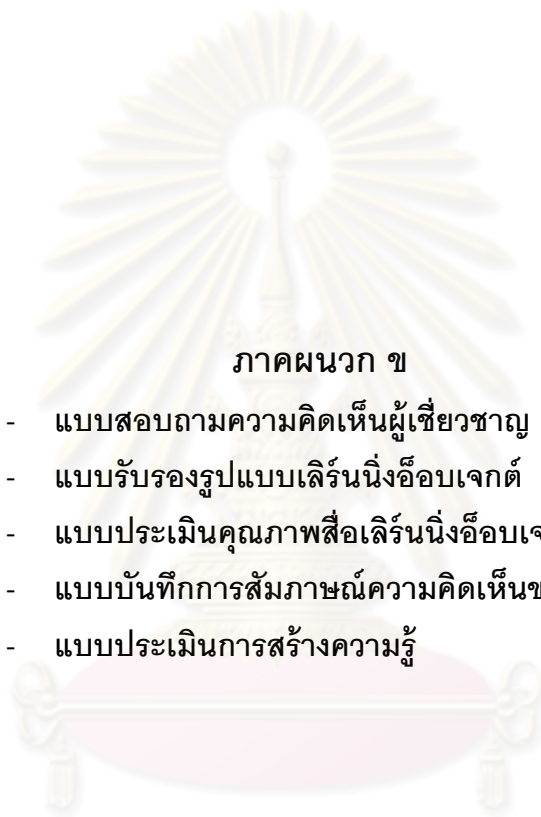 ภาคผนวก ข
- แบบสอบถามความคิดเห็นผู้เชี่ยวชาญ
- แบบรับรองรูปแบบเลิร์นนิ่งอ็อบเจกต์
- แบบประเมินคุณภาพสื่อเลิร์นนิ่งอ็อบเจ
- แบบบันทึกการสัมภาษณ์ความคิดเห็นข
- แบบประเมินการสร้างความรู้